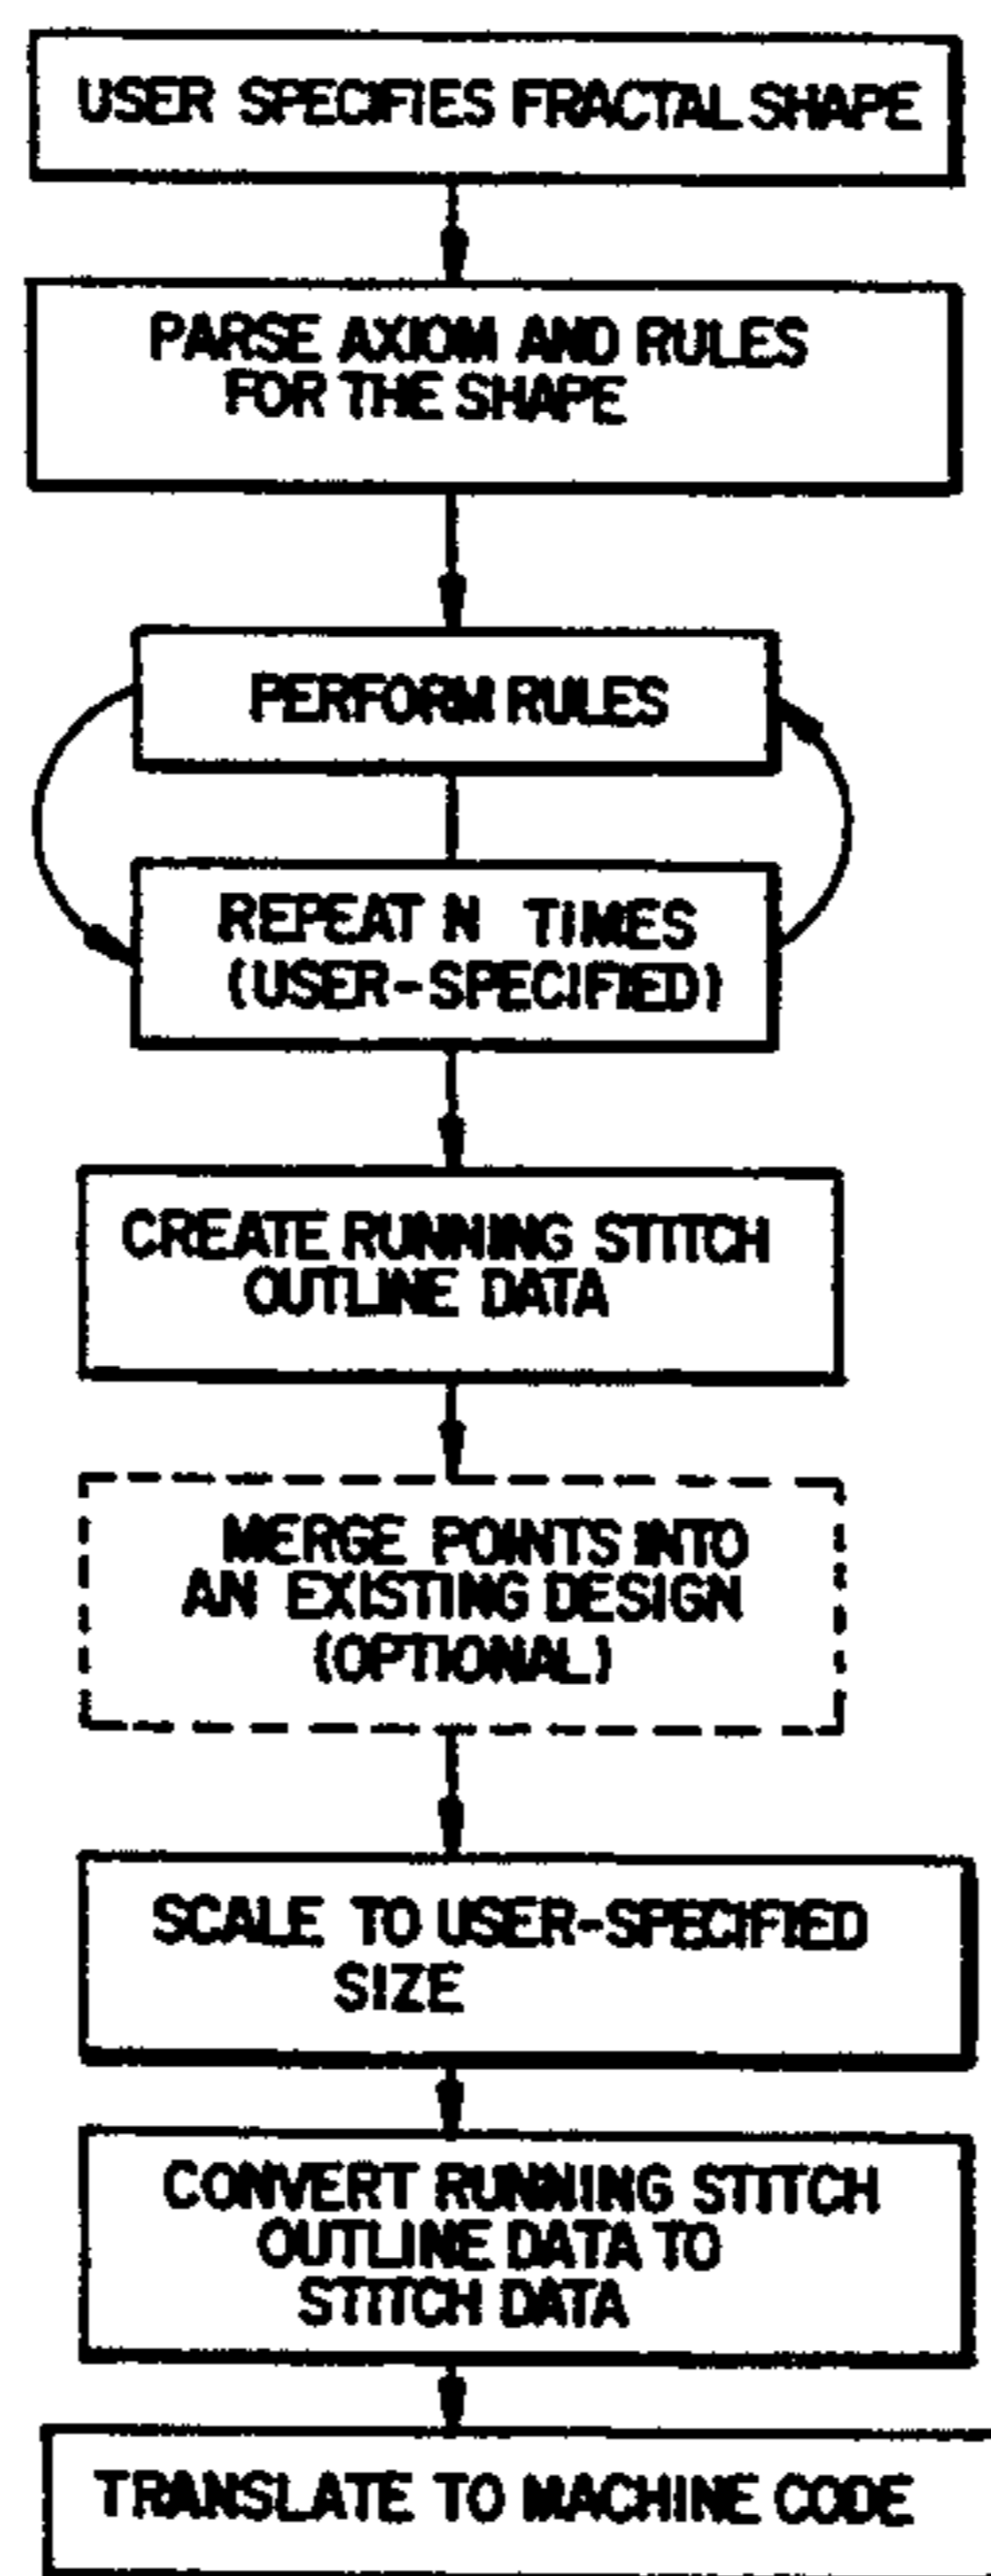 USER SPECIFIES FRACTAL SHAPE
PARSE AXIOM AND RULES
FOR THE SHAPE
PERFORM RULES
REPEAT N TIMES
(USER-SPECIFIED)
CREATE RUNNING STITCH
OUTLINE DATA
MERGE POINTS INTO
AN EXISTING DESIGN
(OPTIONAL)
SCALE TO USER-SPECIFIED
SIZE
CONVERT RUNNING STITCH
OUTLINE DATA TO
STITCH DATA
TRANSLATE TO MACHINE CODE